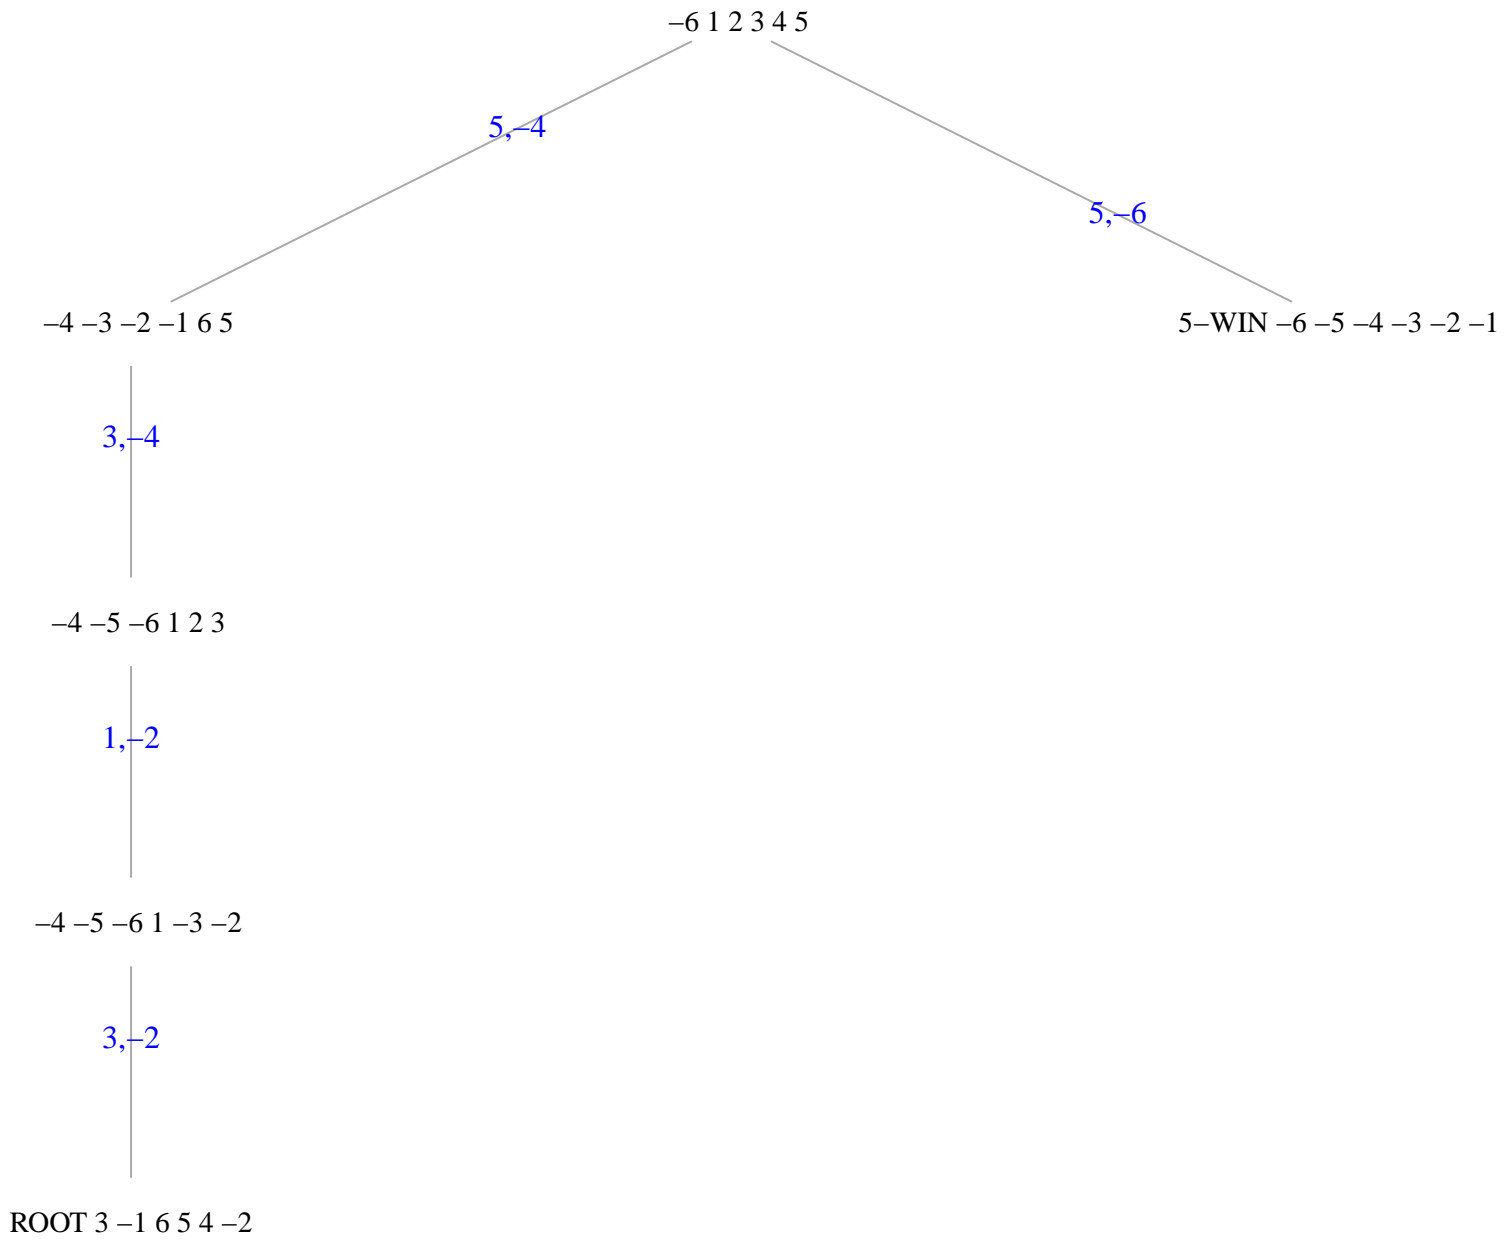 –6 1 2 3 4 5
5,–4
5,–6
–4 –3 –2 –1 6 5
5–WIN –6 –5 –4 –3 –2 –1
3,–4
–4 –5 –6 1 2 3
1,–2
–4 –5 –6 1 –3 –2
3,–2
ROOT 3 –1 6 5 4 –2